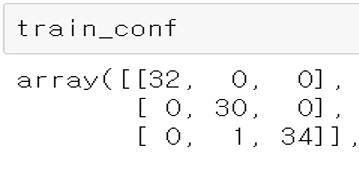 train_conf
array([[32,  0,  0],
       [ 0, 30,  0],
       [ 0,  1, 34]],